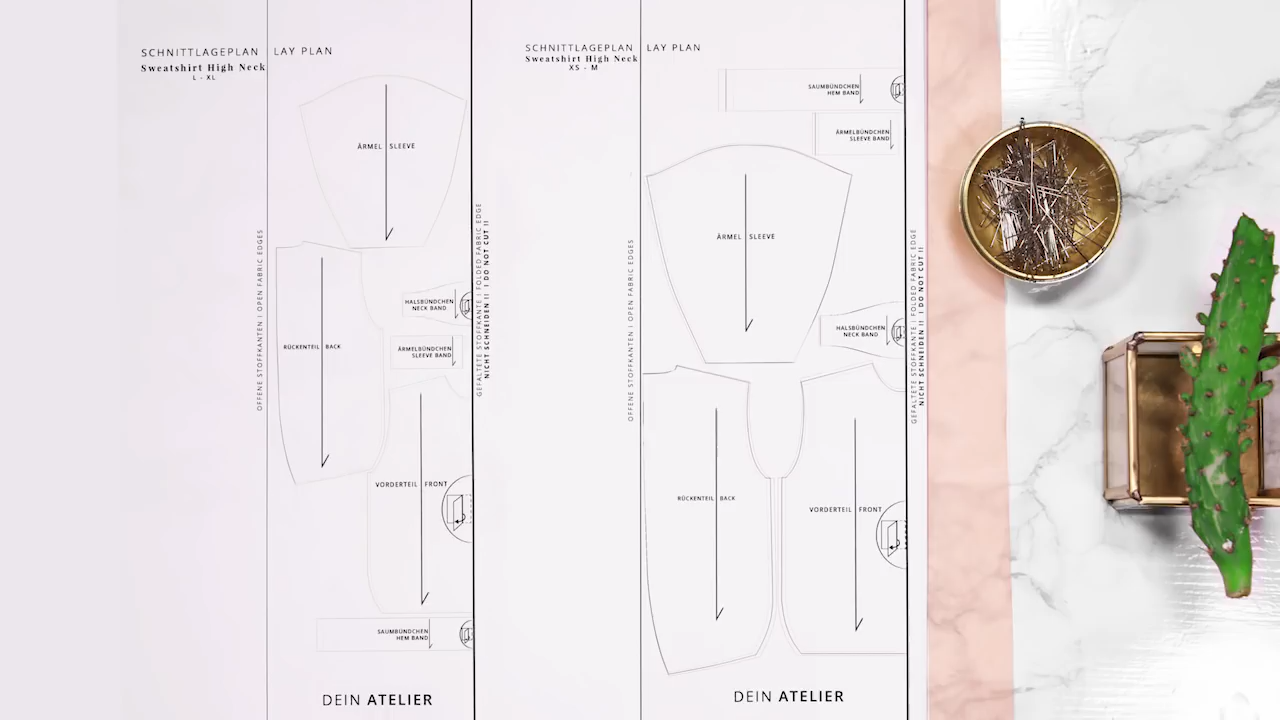 SCHNITTLAGEPLAN | LAY PLAN
Sweatshirt High Neck
L - XL
ÄRMEL SLEEVE
HALSBÜNDCHEN
NECK BAND
RÜCKENTEIL BACK
ÄRMELBÜNDCHEN
SLEEVE BAND
VORDERTEIL FRONT
SAUMBÜNDCHEN
HEM BAND
OFFENE STOFFKANTEN | OPEN FABRIC EDGES
GEFALTETE STOFFKANTE | FOLDED FABRIC EDGE
NICHT SCHNEIDEN !! | DO NOT CUT !!
DEIN ATELIER
SCHNITTLAGEPLAN | LAY PLAN
Sweatshirt High Neck
XS - M
SAUMBÜNDCHEN
HEM BAND
ÄRMELBÜNDCHEN
SLEEVE BAND
ÄRMEL SLEEVE
HALSBÜNDCHEN
NECK BAND
RÜCKENTEIL BACK
VORDERTEIL FRONT
OFFENE STOFFKANTEN | OPEN FABRIC EDGES
GEFALTETE STOFFKANTE | FOLDED FABRIC EDGE
NICHT SCHNEIDEN !! | DO NOT CUT !!
DEIN ATELIER